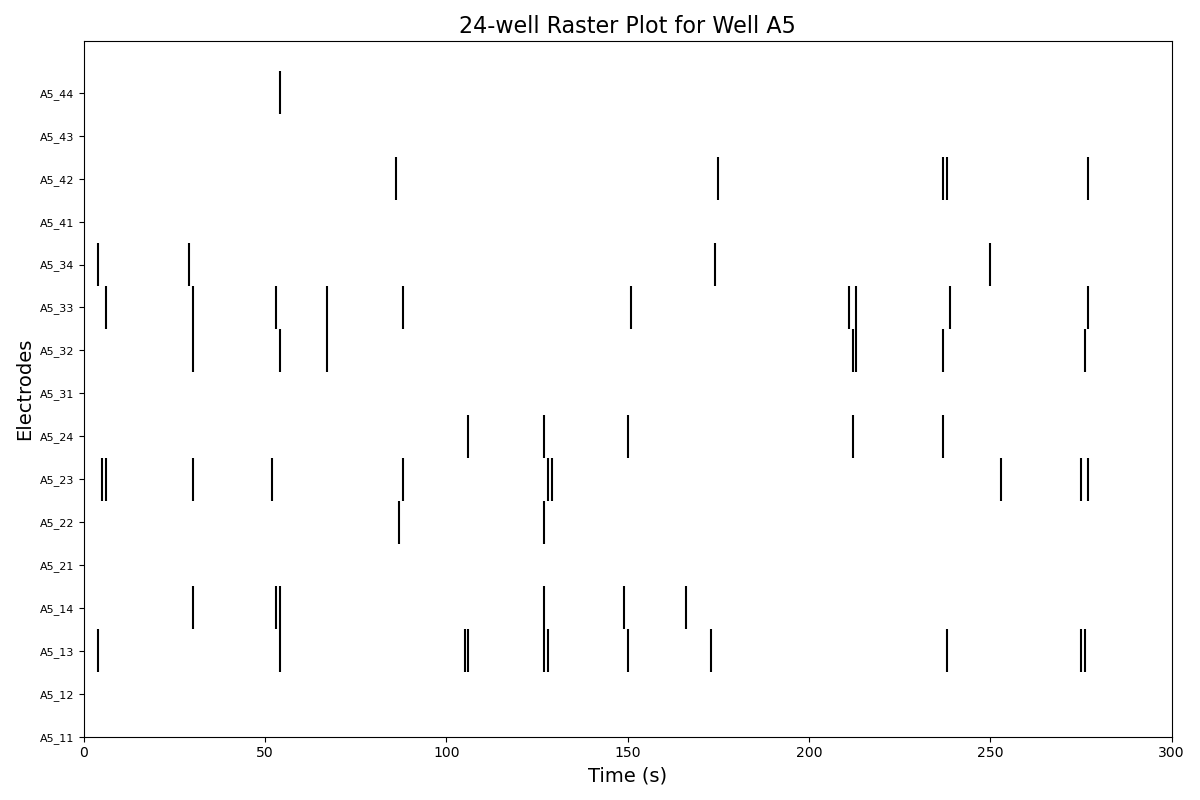 24-well Raster Plot for Well A5
A5_44
A5_43
A5_42
A5_41
A5_34
A5_33
A5_32
A5_31
A5_24
A5_23
A5_22
A5_21
A5_14
A5_13
A5_12
A5_11
Electrodes
0 50 100 150 200 250 300
Time (s)